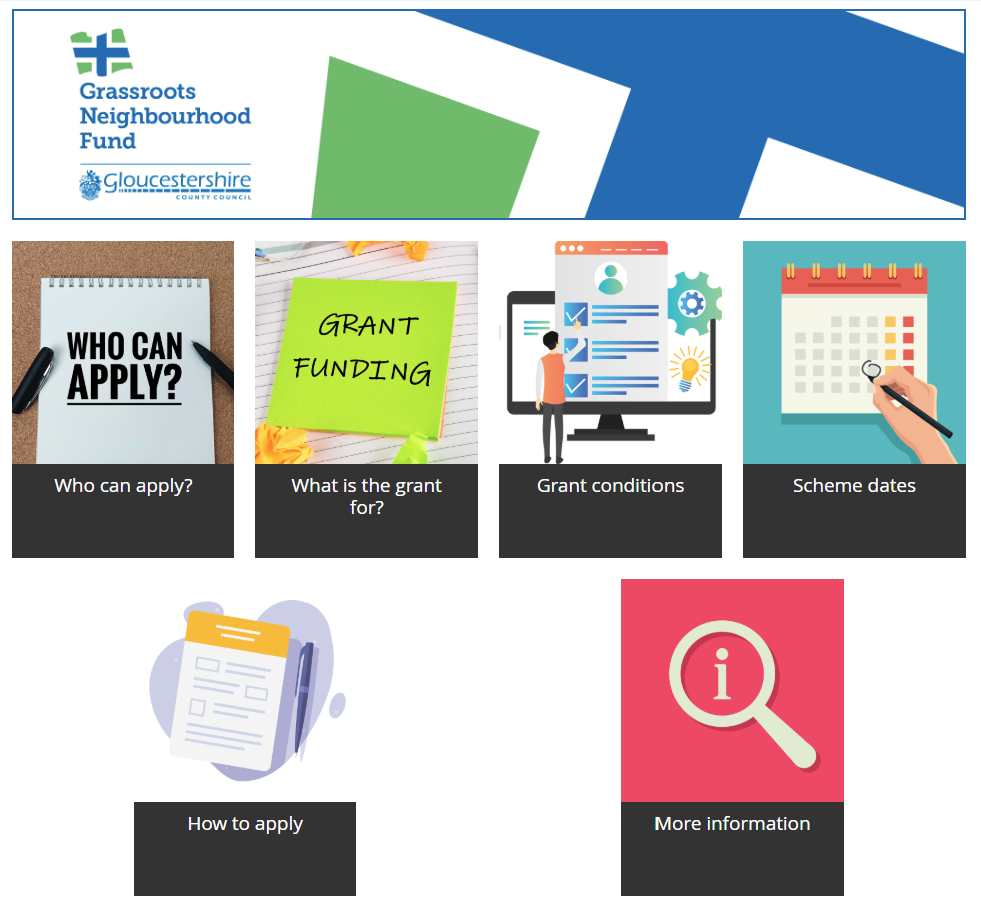 Grassroots
Neighbourhood
Fund
Gloucestershire
COUNTY COUNCIL
WHO CAN
APPLY?
GRANT
FUNDING
Who can apply?
What is the grant
for?
Grant conditions
Scheme dates
i
How to apply
More information